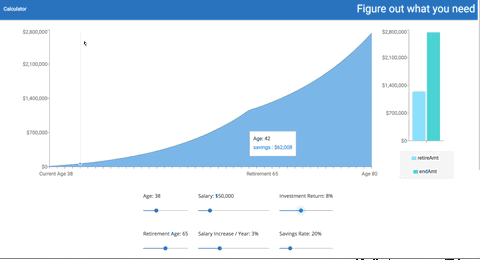 Calculator
Figure out what you need
$2,800,000
$2,100,000
$1,400,000
$700,000
$0
Current Age 38
Retirement 65
Age 80
Age: 42
savings : $62,008
$2,800,000
$2,100,000
$1,400,000
$700,000
$0
retireAmt
endAmt
Age: 38
Salary: $50,000
Investment Return: 8%
Retirement Age: 65
Salary Increase / Year: 3%
Savings Rate: 20%